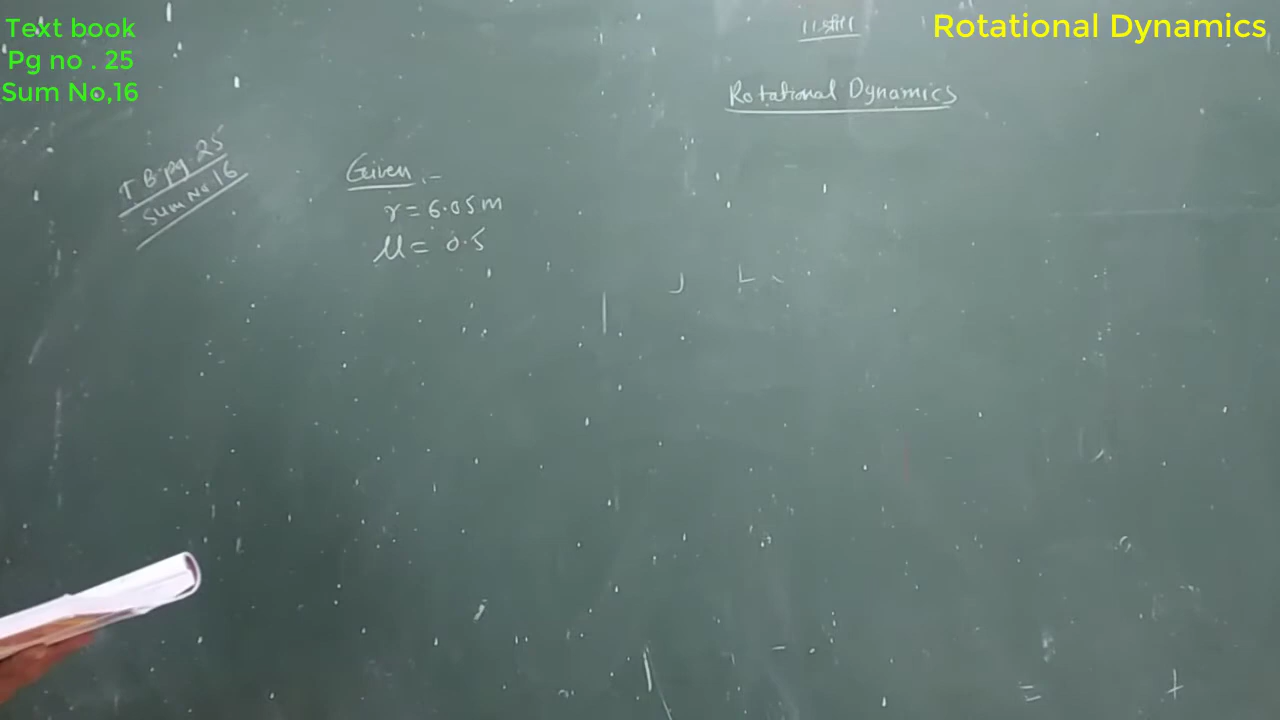 Text book
Pg no . 25
Sum No,16
Rotational Dynamics
॥श्री॥
Rotational Dynamics
T B. pg. 25
Sum No. 16
Given :-
r = 6.05 m
μ = 0.5